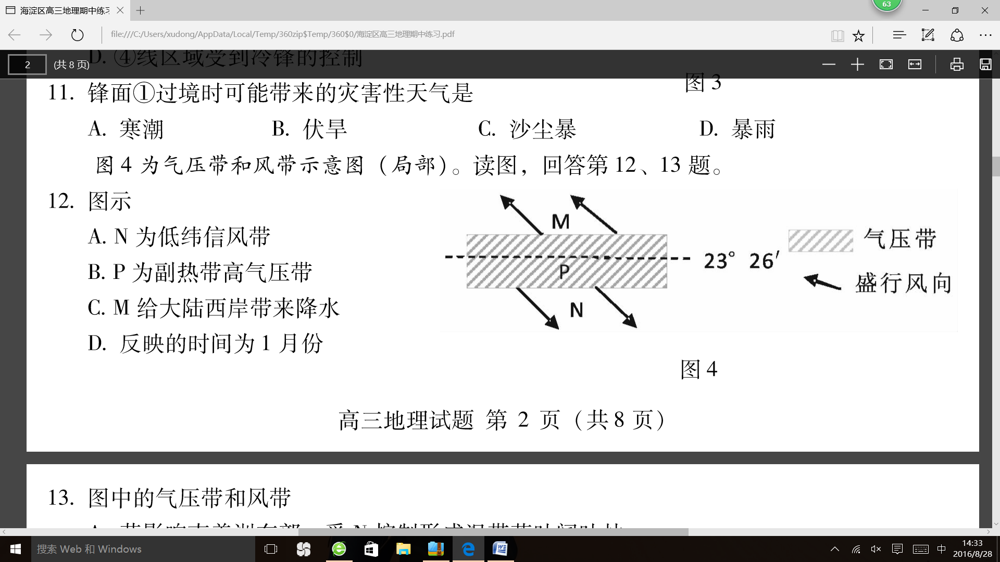 海淀区高三地理期中练习
63
file:///C:/Users/xudong/AppData/Local/Temp/360zip$Temp/360$0/海淀区高三地理期中练习.pdf
D. ④线区域受到冷锋的控制
2 (共 8 页)
图 3
11. 锋面①过境时可能带来的灾害性天气是
A. 寒潮 B. 伏旱 C. 沙尘暴 D. 暴雨
图 4 为气压带和风带示意图（局部）。读图，回答第 12、13 题。
12. 图示
A. N 为低纬信风带
B. P 为副热带高气压带
C. M 给大陆西岸带来降水
D. 反映的时间为 1 月份
M
P
N
23° 26′
气压带
盛行风向
图 4
高三地理试题 第 2 页（共 8 页）
13. 图中的气压带和风带
搜索 Web 和 Windows
中
14:33
2016/8/28